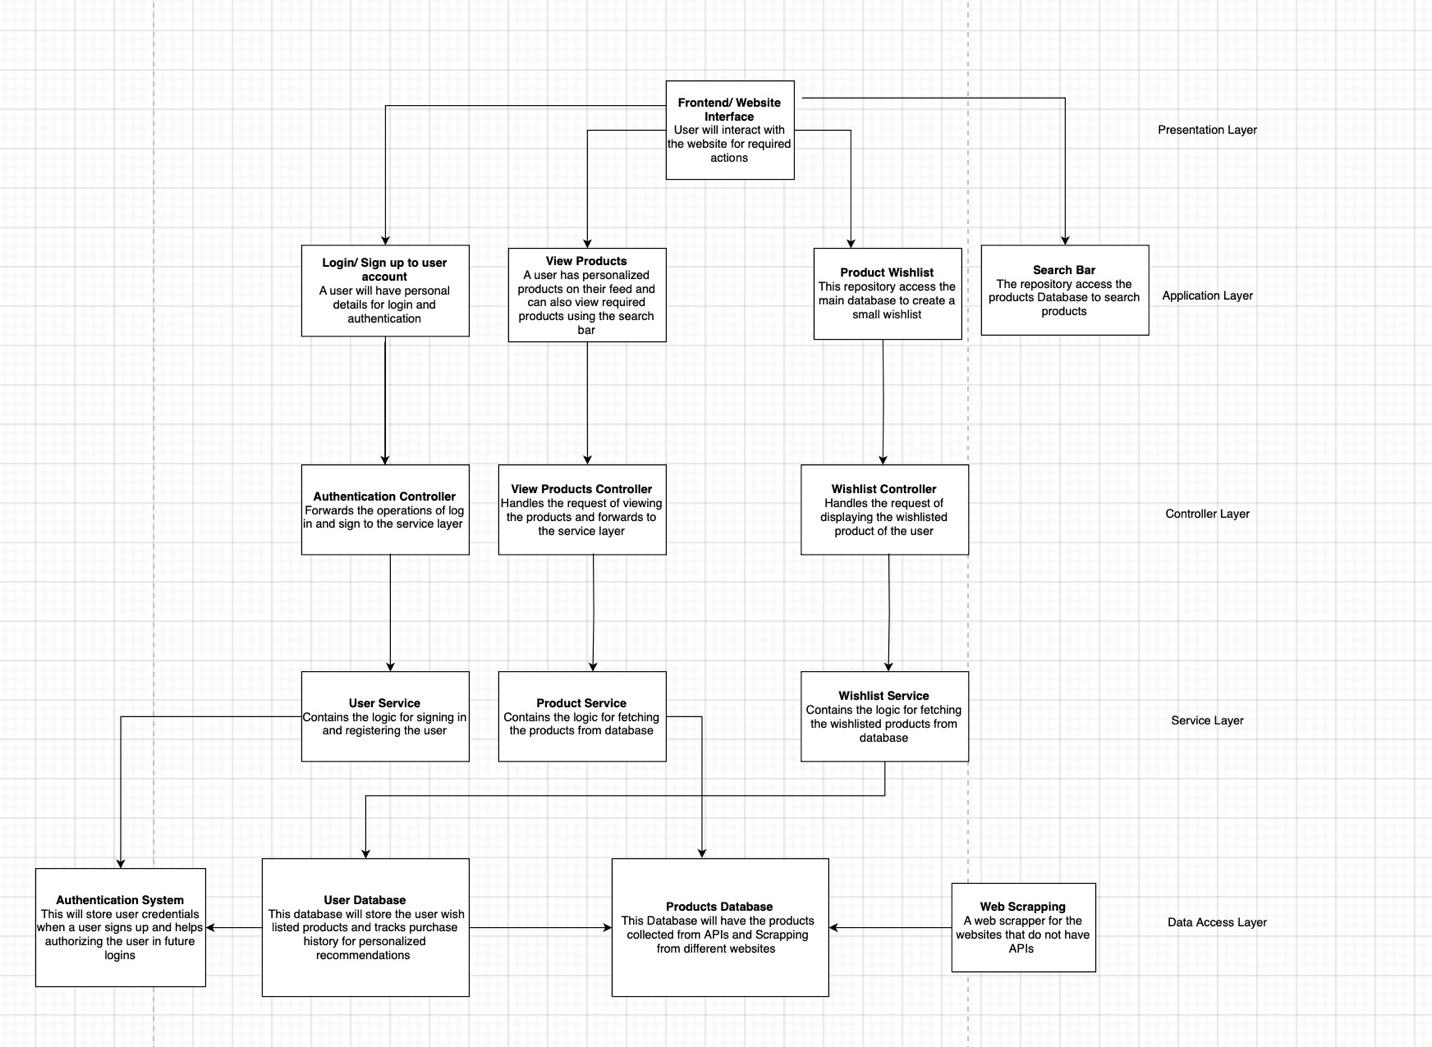 Frontend/ Website
Interface
User will interact with
the website for required
actions
Presentation Layer
Login/ Sign up to user
account
A user will have personal
details for login and
authentication
View Products
A user has personalized
products on their feed and
can also view required
products using the search
bar
Product Wishlist
This repository access the
main database to create a
small wishlist
Search Bar
The repository access the
products Database to search
products
Application Layer
Authentication Controller
Forwards the operations of log
in and sign to the service layer
View Products Controller
Handles the request of viewing
the products and forwards to
the service layer
Wishlist Controller
Handles the request of
displaying the wishlisted
product of the user
Controller Layer
User Service
Contains the logic for signing in
and registering the user
Product Service
Contains the logic for fetching
the products from database
Wishlist Service
Contains the logic for fetching
the wishlisted products from
database
Service Layer
Authentication System
This will store user credentials
when a user signs up and helps
authorizing the user in future
logins
User Database
This database will store the user wish
listed products and tracks purchase
history for personalized
recommendations
Products Database
This Database will have the products
collected from APIs and Scrapping
from different websites
Web Scrapping
A web scrapper for the
websites that do not have
APIs
Data Access Layer